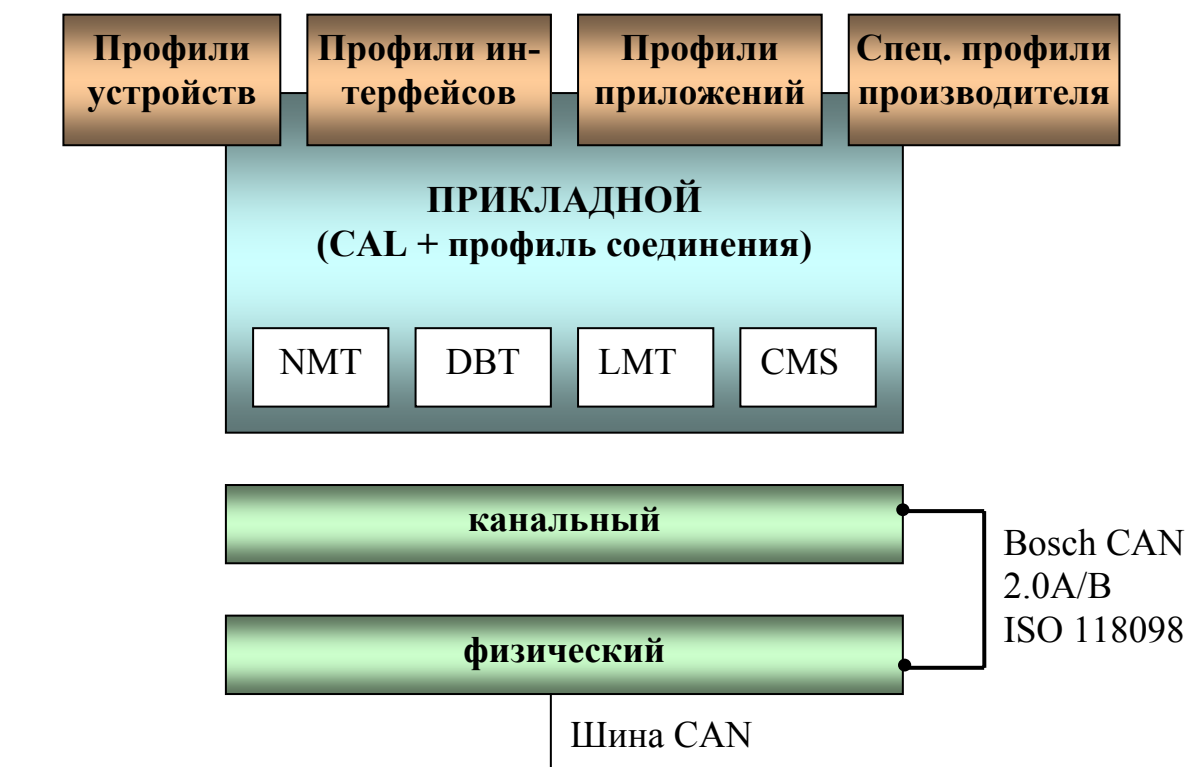 Профили
устройств
Профили ин-
терфейсов
Профили
приложений
Спец. профили
производителя
ПРИКЛАДНОЙ
(CAL + профиль соединения)
NMT
DBT
LMT
CMS
канальный
физический
Bosch CAN
2.0A/B
ISO 118098
Шина CAN